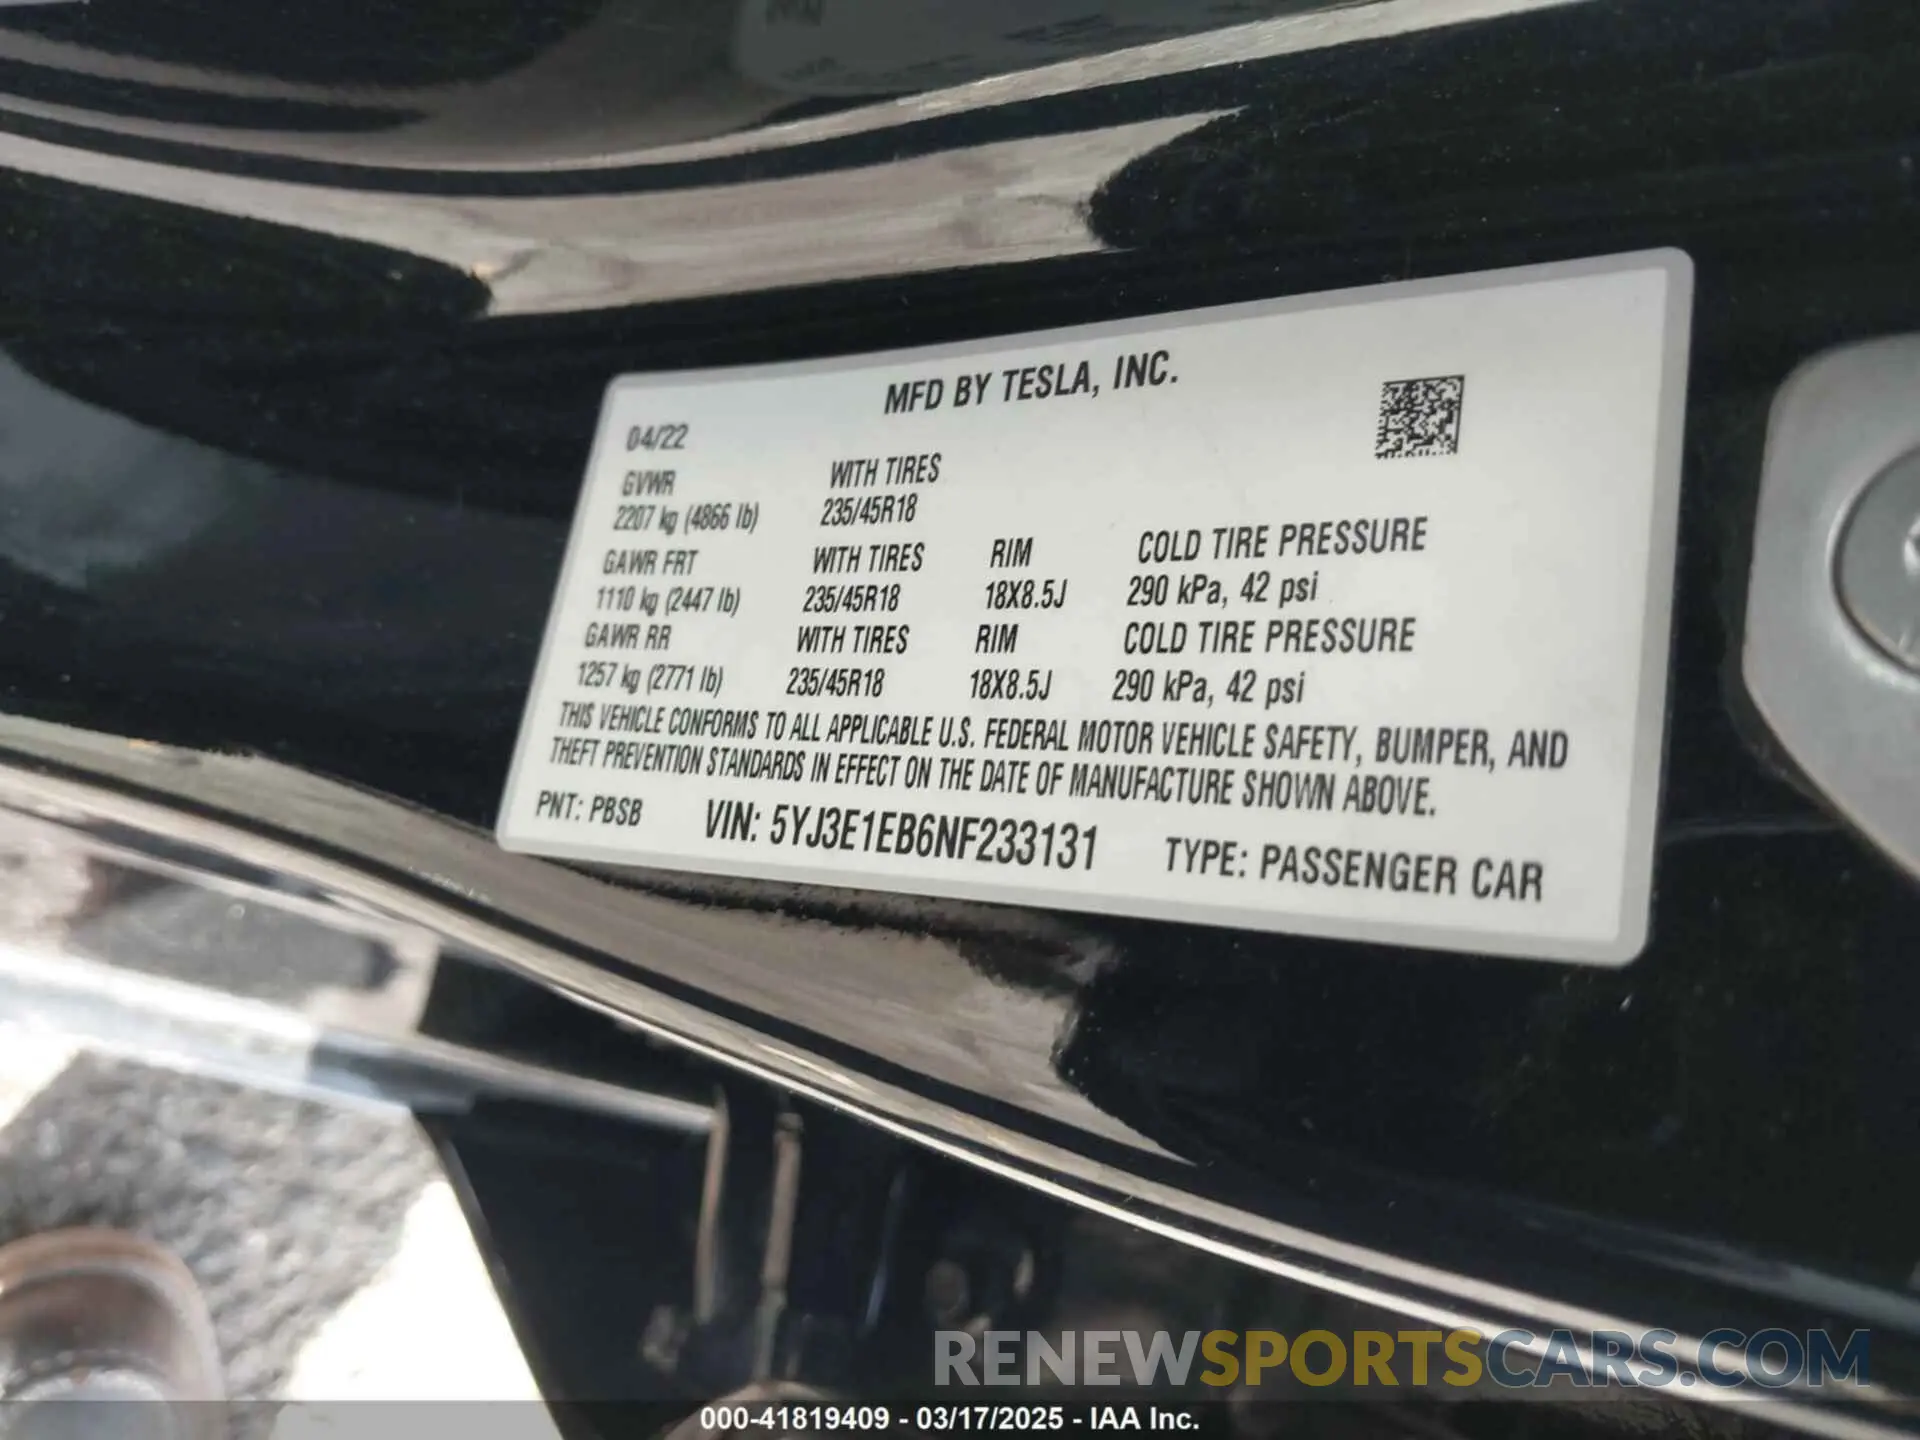 MFD BY TESLA, INC.
04/22
GVWR WITH TIRES
2207 kg (4866 lb) 235/45R18
GAWR FRT WITH TIRES RIM COLD TIRE PRESSURE
1110 kg (2447 lb) 235/45R18 18X8.5J 290 kPa, 42 psi
GAWR RR WITH TIRES RIM COLD TIRE PRESSURE
1257 kg (2771 lb) 235/45R18 18X8.5J 290 kPa, 42 psi
THIS VEHICLE CONFORMS TO ALL APPLICABLE U.S. FEDERAL MOTOR VEHICLE SAFETY, BUMPER, AND
THEFT PREVENTION STANDARDS IN EFFECT ON THE DATE OF MANUFACTURE SHOWN ABOVE.
PNT: PBSB VIN: 5YJ3E1EB6NF233131 TYPE: PASSENGER CAR
RENEWSPORTSCARS.COM
000-41819409 - 03/17/2025 - IAA Inc.